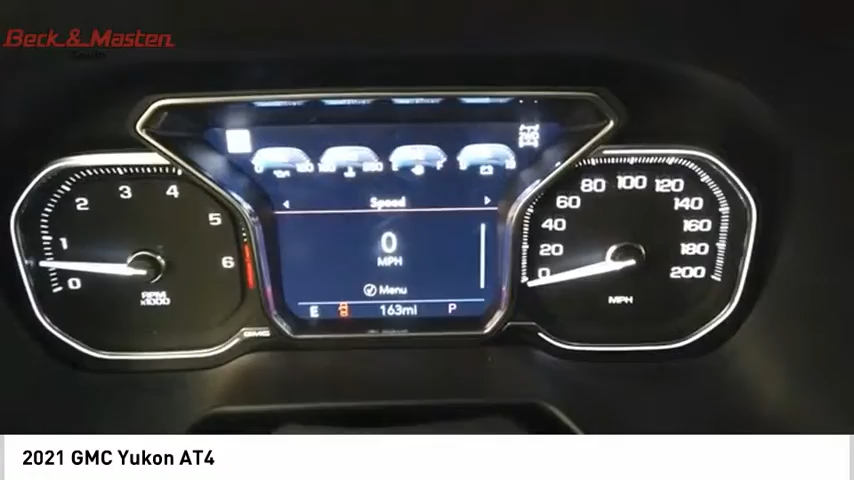 Beck & Masten
Speed
0
MPH
Menu
E 163mi P
0 1 2 3 4 5 6
RPM
x1000
GMC
0 20 40 60 80 100 120 140 160 180 200
MPH
2021 GMC Yukon AT4